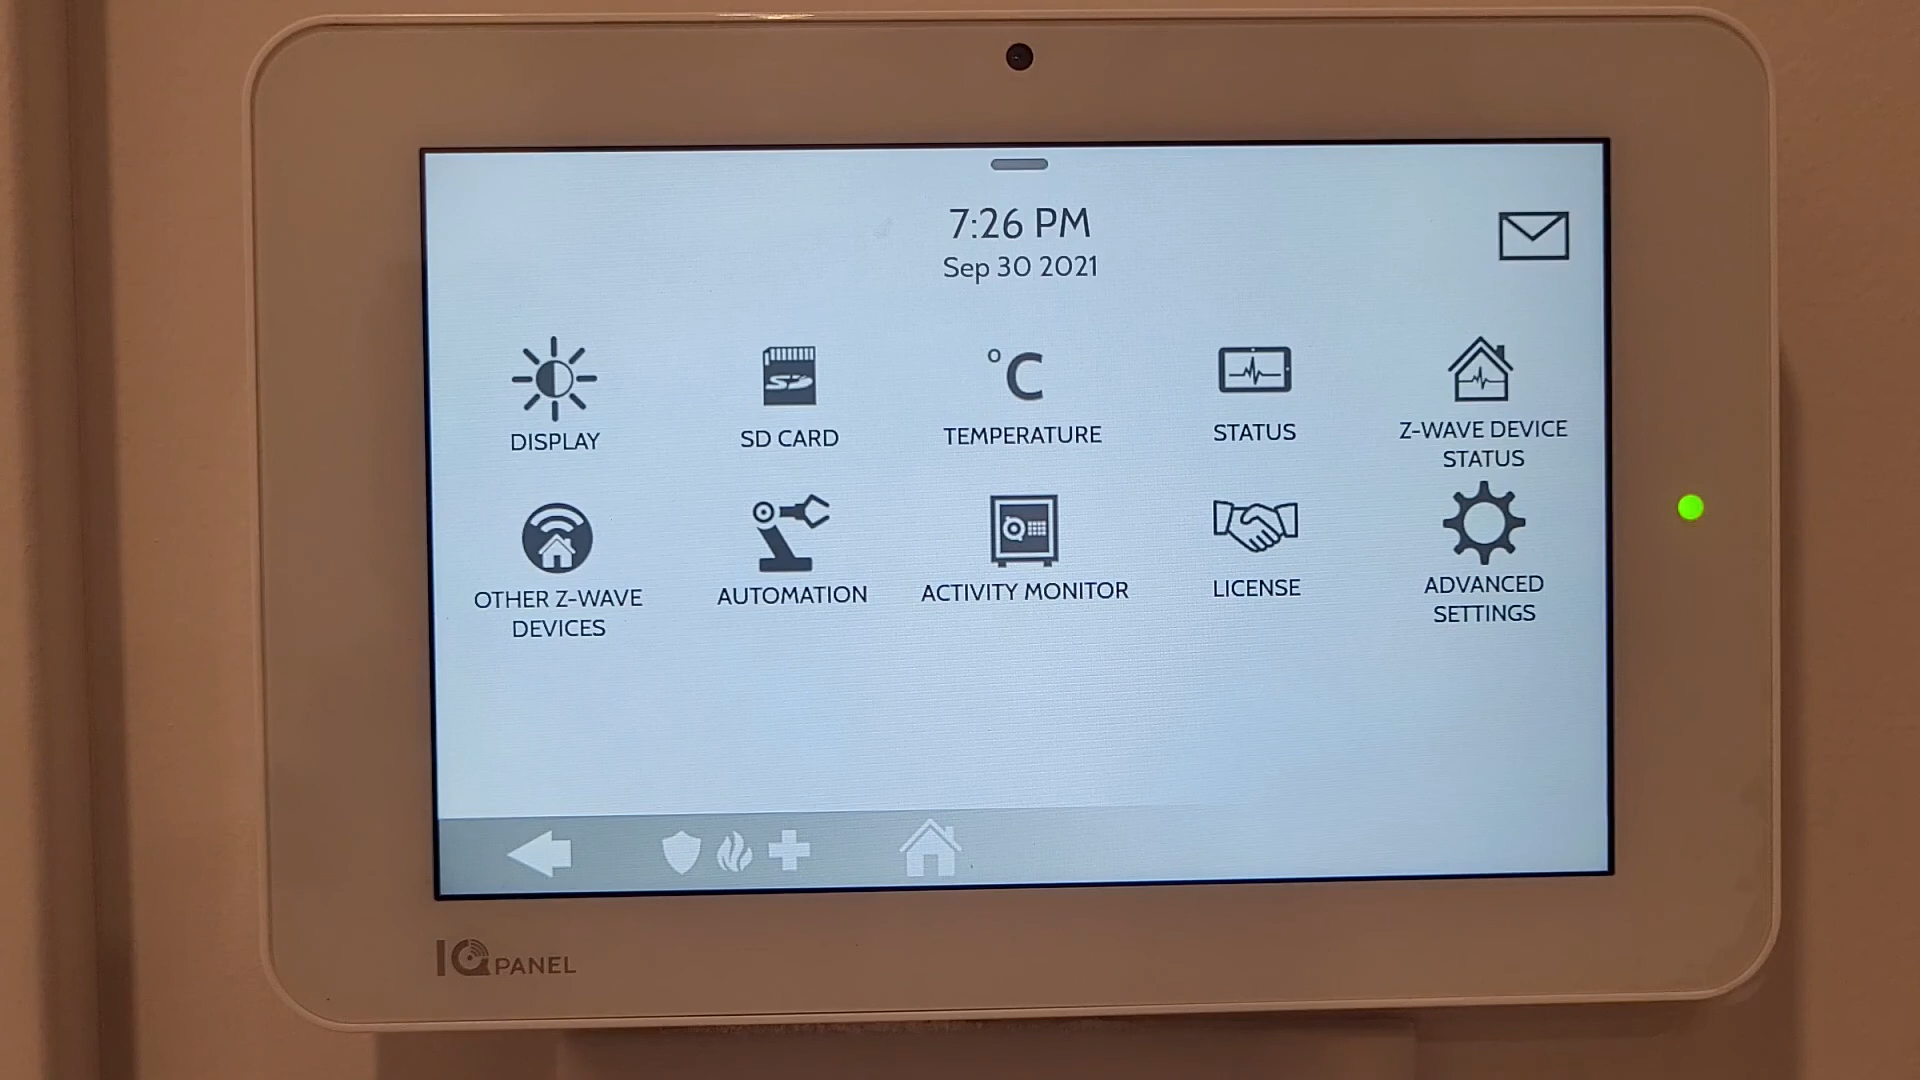 7:26 PM
Sep 30 2021
DISPLAY
SD CARD
°C
TEMPERATURE
STATUS
Z-WAVE DEVICE
STATUS
OTHER Z-WAVE
DEVICES
AUTOMATION
ACTIVITY MONITOR
LICENSE
ADVANCED
SETTINGS
IQ PANEL